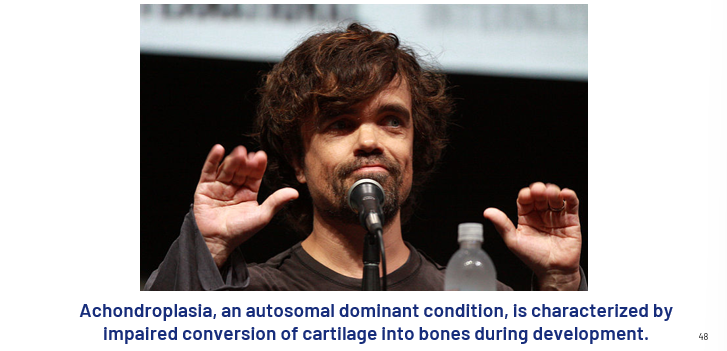 Achondroplasia, an autosomal dominant condition, is characterized by
impaired conversion of cartilage into bones during development.
48